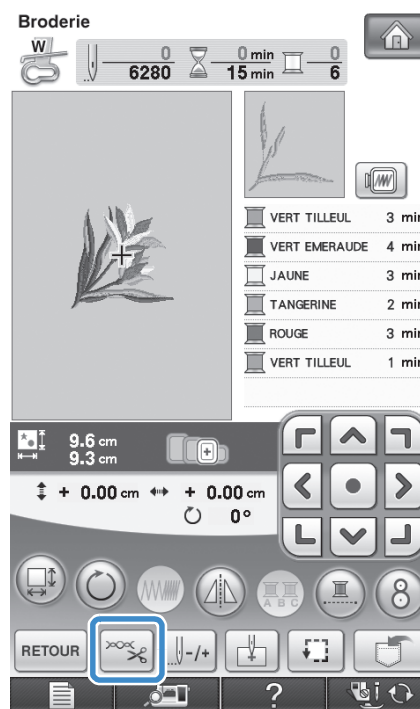 Broderie
W
0
6280
0 min
15 min
0
6
VERT TILLEUL 3 min
VERT EMERAUDE 4 min
JAUNE 3 min
TANGERINE 2 min
ROUGE 3 min
VERT TILLEUL 1 min
9.6 cm
9.3 cm
+ 0.00 cm + 0.00 cm
0°
A B C
8
RETOUR
-/+
?